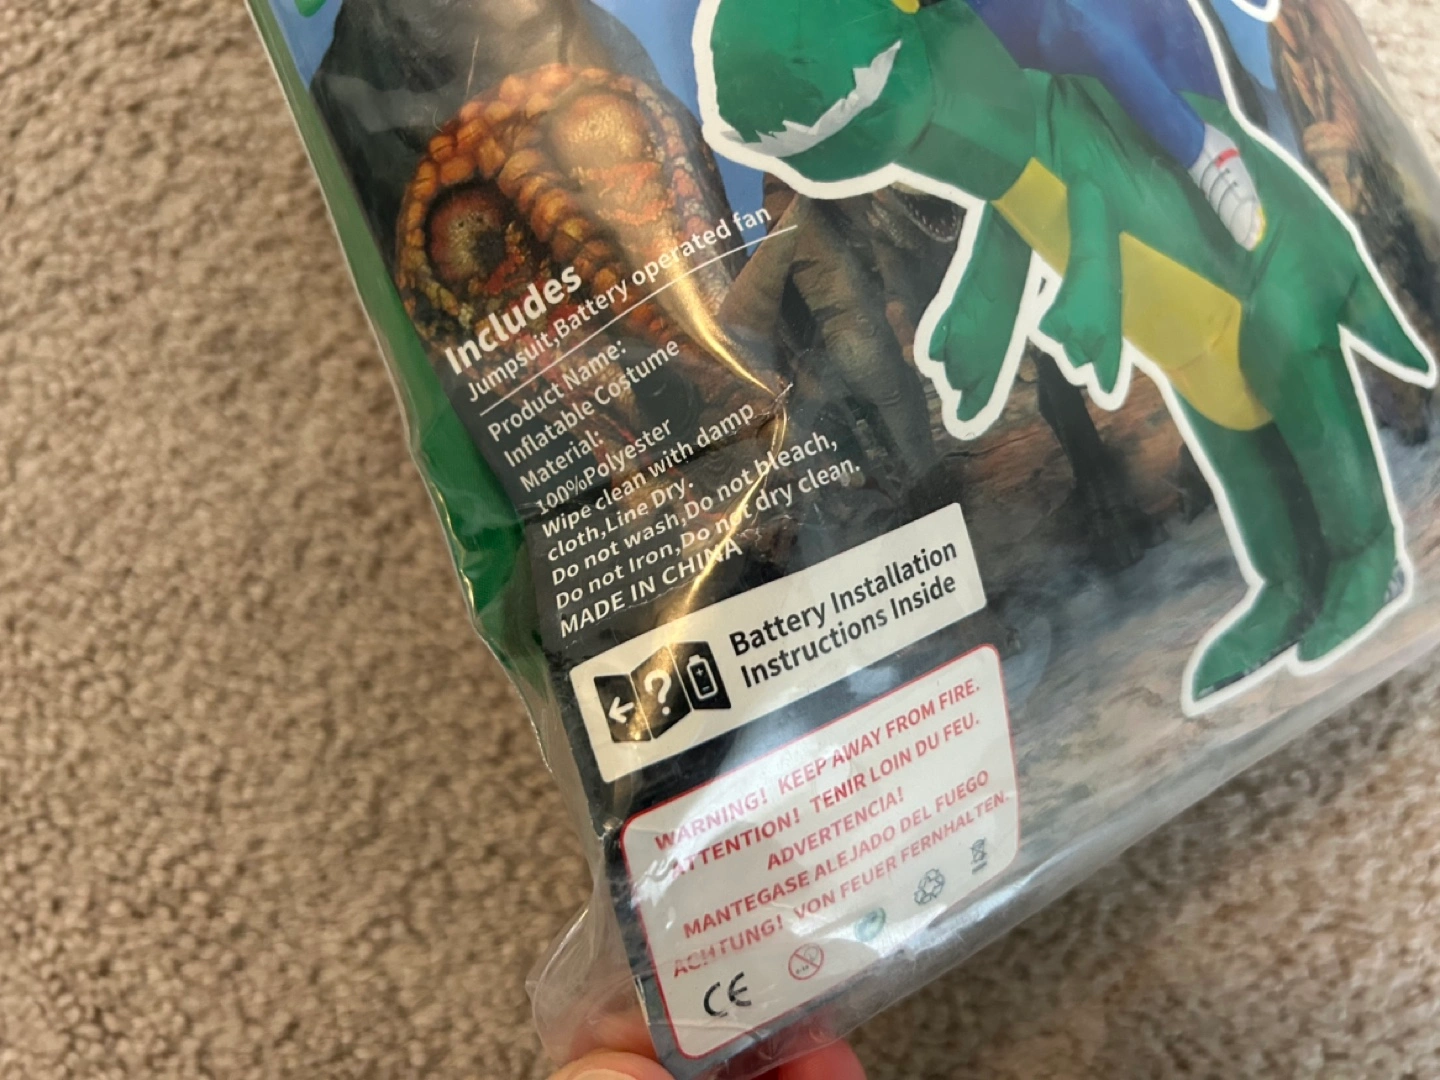 Includes
Jumpsuit,Battery operated fan
Product Name:
Inflatable Costume
Material:
100%Polyester
Wipe clean with damp
cloth,Line Dry.
Do not wash,Do not bleach,
Do not Iron,Do not dry clean.
MADE IN CHINA
Battery Installation
Instructions Inside
WARNING! KEEP AWAY FROM FIRE.
ATTENTION! TENIR LOIN DU FEU.
ADVERTENCIA!
MANTEGASE ALEJADO DEL FUEGO
ACHTUNG! VON FEUER FERNHALTEN.
CE